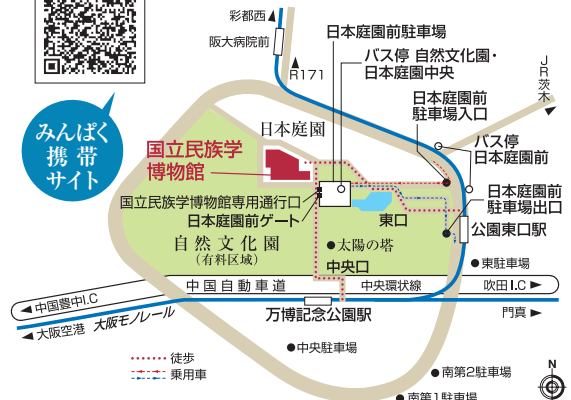 彩都西
阪大病院前
R171
日本庭園前駐車場
バス停 自然文化園・
日本庭園中央
JR茨木
日本庭園前
駐車場入口
バス停
日本庭園前
みんぱく
携帯
サイト
日本庭園
国立民族学
博物館
国立民族学博物館専用通行口
日本庭園前ゲート
東口
日本庭園前
駐車場出口
公園東口駅
自然文化園
(有料区域)
太陽の塔
中央口
東駐車場
中国自動車道
中央環状線
吹田I.C
中国豊中I.C
大阪空港
大阪モノレール
万博記念公園駅
門真
中央駐車場
徒歩
乗用車
南第2駐車場
南第1駐車場
N